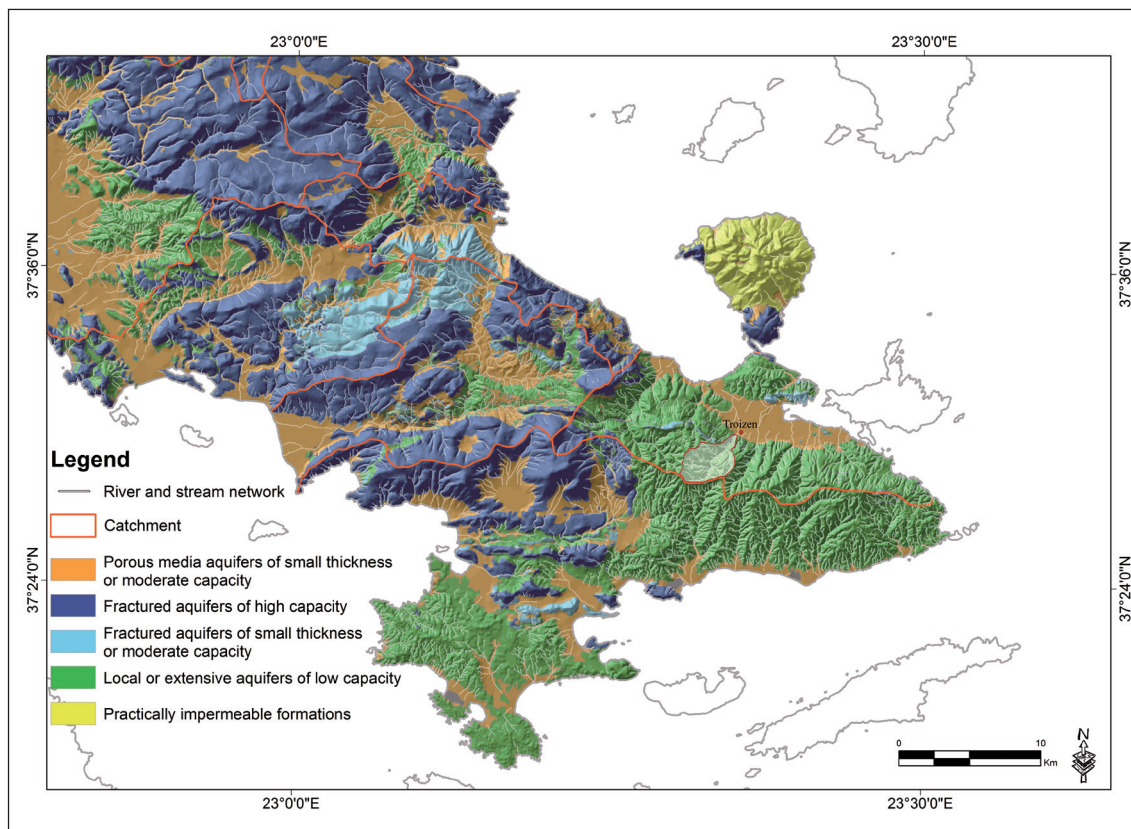 23°0'0"E
23°30'0"E
37°36'0"N
37°36'0"N
Troizen
Legend
River and stream network
Catchment
Porous media aquifers of small thickness
or moderate capacity
Fractured aquifers of high capacity
Fractured aquifers of small thickness
or moderate capacity
Local or extensive aquifers of low capacity
Practically impermeable formations
37°24'0"N
37°24'0"N
N
0
10
Km
23°0'0"E
23°30'0"E